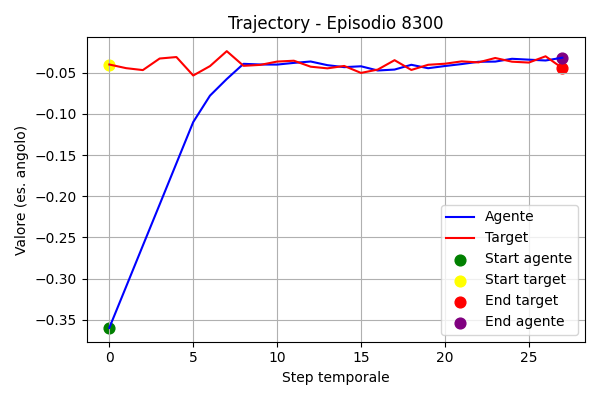 Trajectory - Episodio 8300
Valore (es. angolo)
−0.05
−0.10
−0.15
−0.20
−0.25
−0.30
−0.35
0
5
10
15
20
25
Step temporale
Agente
Target
Start agente
Start target
End target
End agente